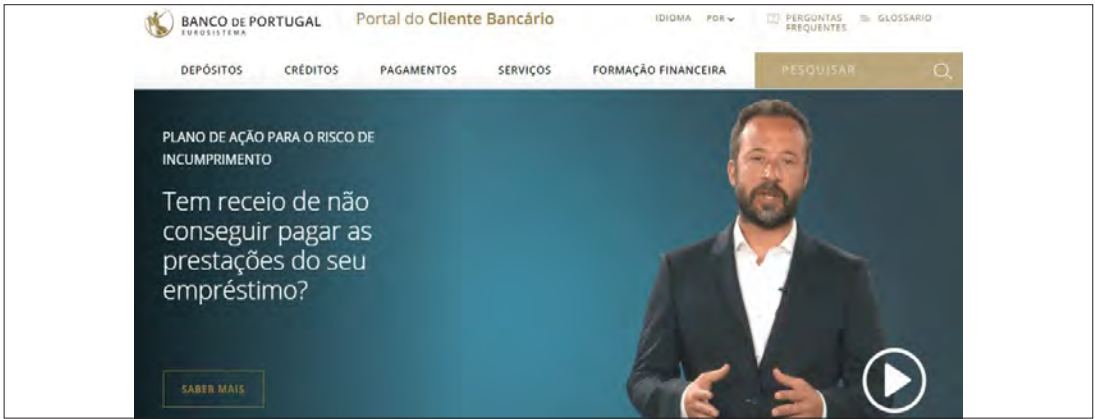 BANCO DE PORTUGAL
EUROSISTEMA
Portal do Cliente Bancário
IDIOMA POR
PERGUNTAS
FREQUENTES
GLOSSARIO
DEPÓSITOS CRÉDITOS PAGAMENTOS SERVIÇOS FORMAÇÃO FINANCEIRA PESQUISAR
PLANO DE AÇÃO PARA O RISCO DE
INCUMPRIMENTO
Tem receio de não
conseguir pagar as
prestações do seu
empréstimo?
SABER MAIS